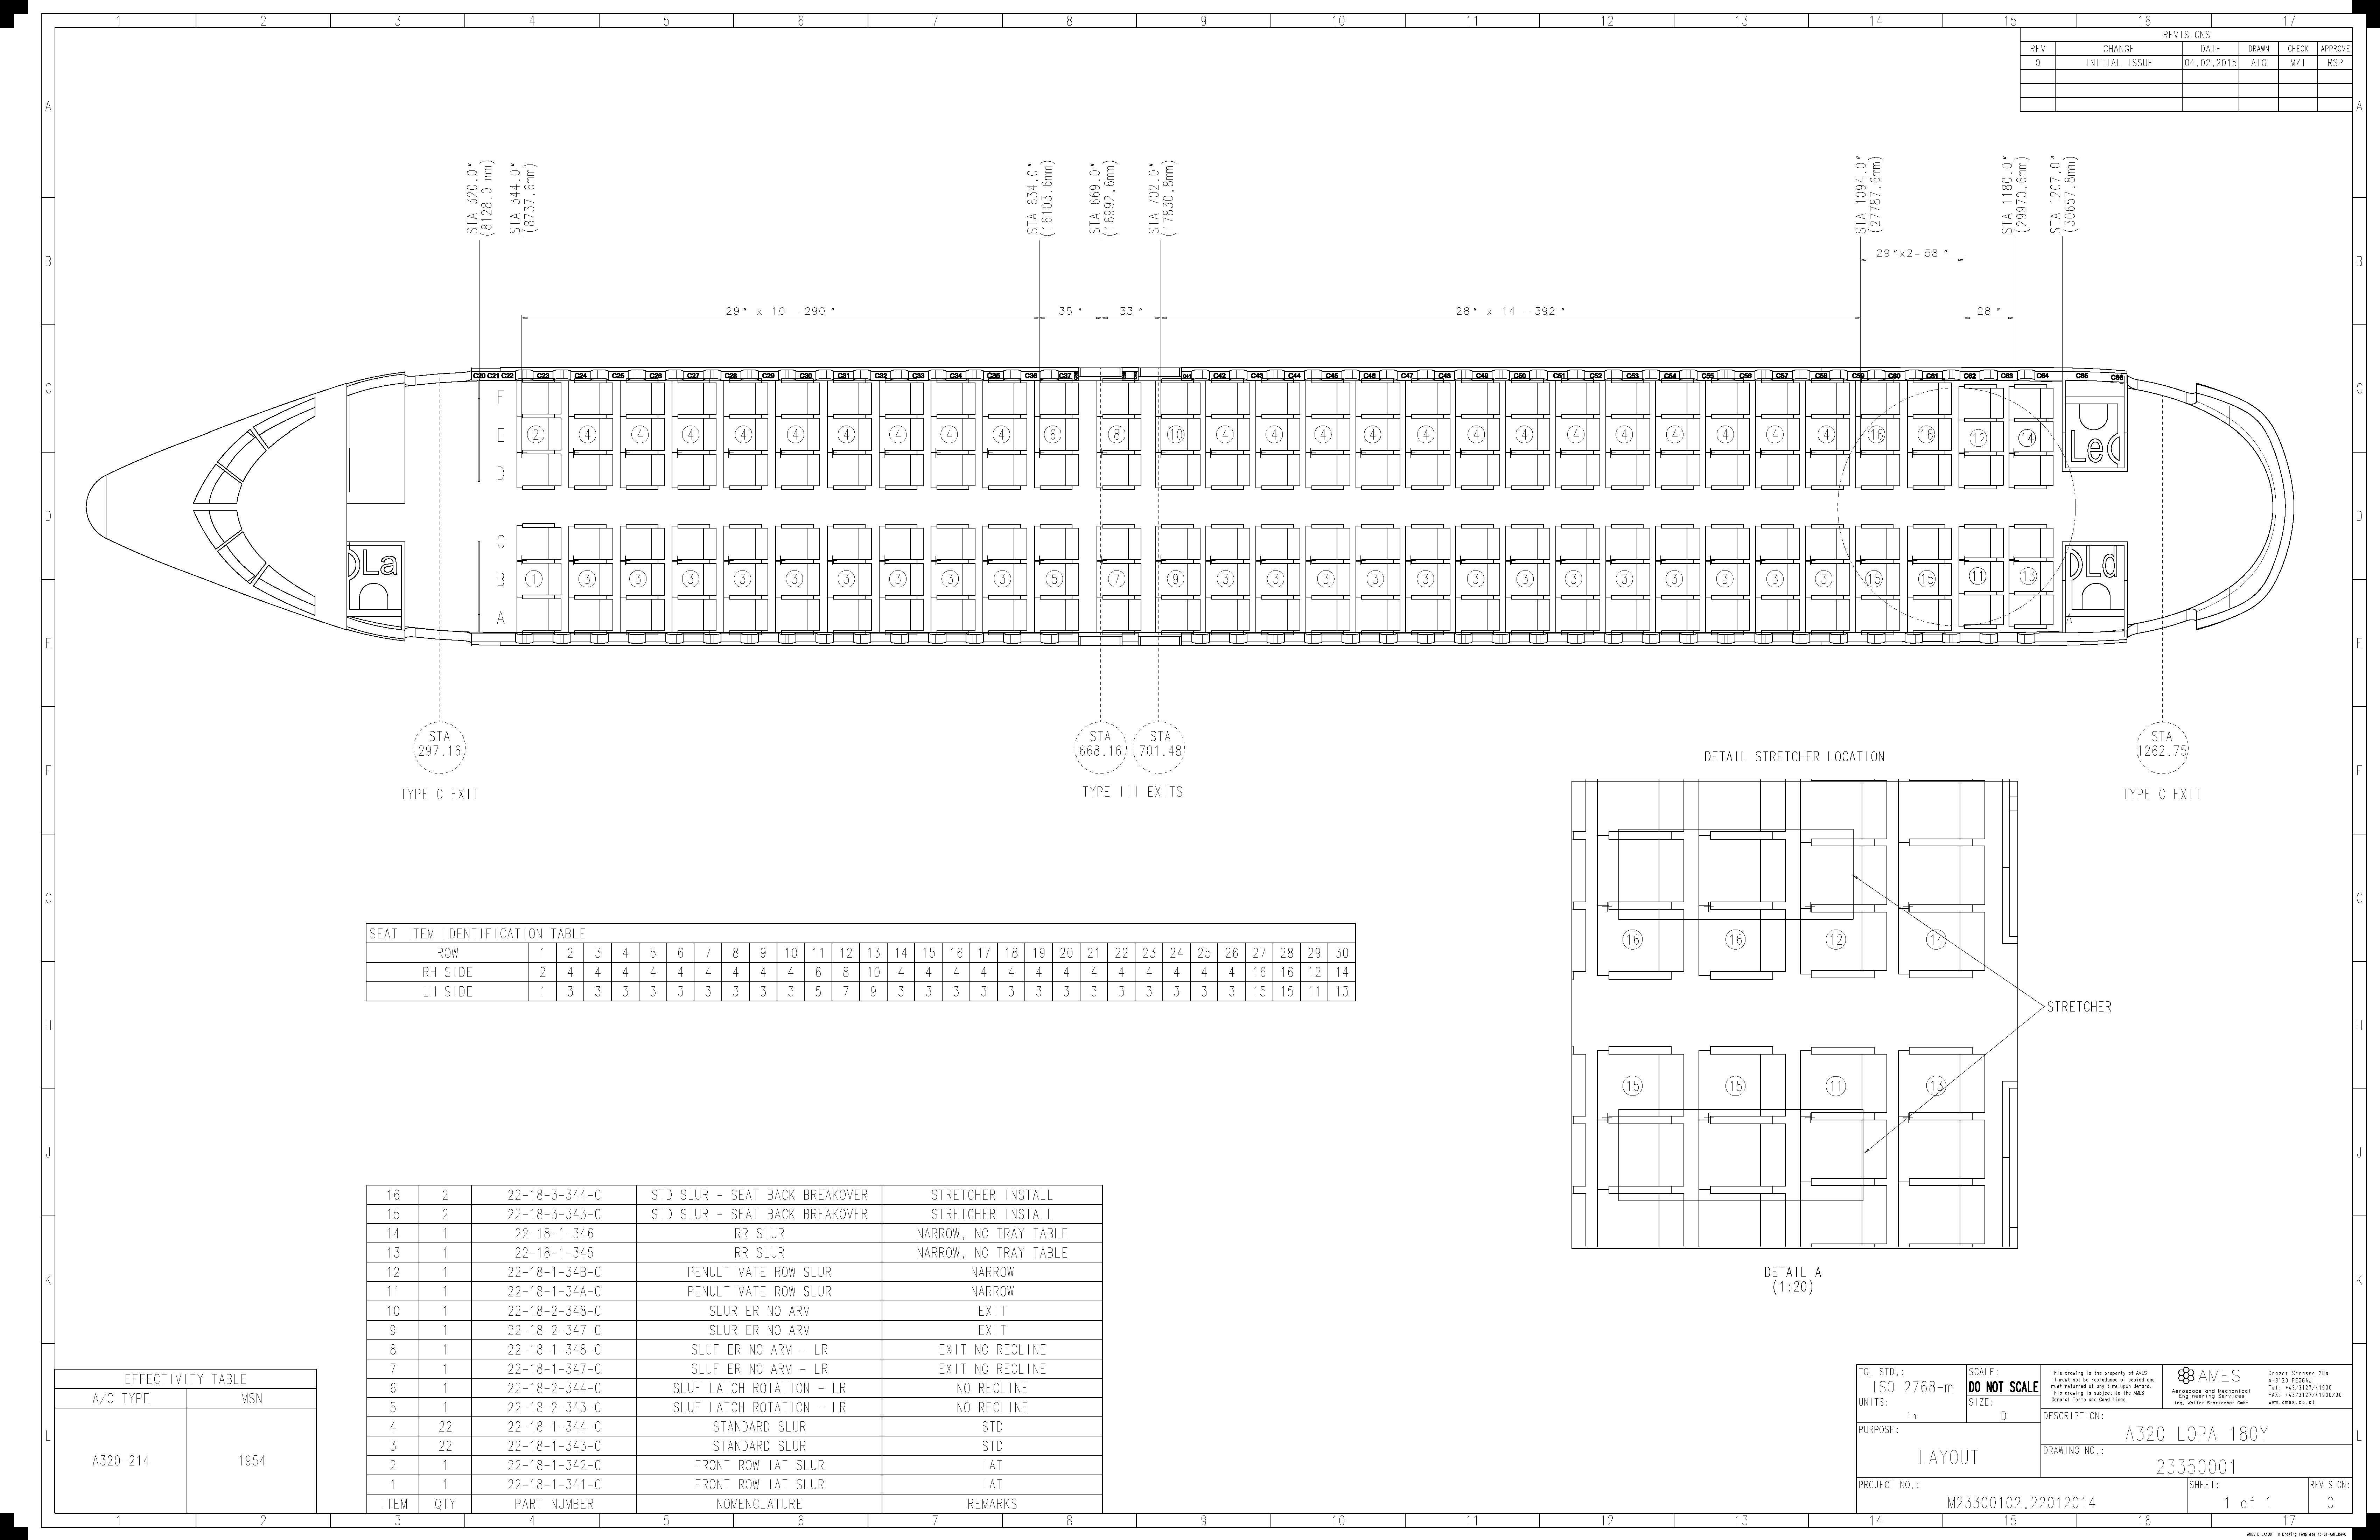 1 2 3 4 5 6 7 8 9 10 11 12 13 14 15 16 17
REVISIONS
REV CHANGE DATE DRAWN CHECK APPROVE
0 INITIAL ISSUE 04.02.2015 ATO MZI RSP
A A
STA 320.0"
(8128.0 mm)
STA 344.0"
(8737.6mm)
STA 634.0"
(16103.6mm)
STA 669.0"
(16992.6mm)
STA 702.0"
(17830.8mm)
STA 1094.0"
(27787.6mm)
STA 1180.0"
(29970.6mm)
STA 1207.0"
(30657.8mm)
B B
29"x2=58 "
29" x 10 =290 " 35 " 33 " 28" x 14 =392 " 28 "
C20 C21 C22 C23 C24 C25 C26 C27 C28 C29 C30 C31 C32 C33 C34 C35 C36 C37 C42 C43 C44 C45 C46 C47 C48 C49 C50 C51 C52 C53 C54 C55 C56 C57 C58 C59 C60 C61 C62 C63 C64 C65 C66
C C
F
E 2 4 4 4 4 4 4 4 4 4 6 8 10 4 4 4 4 4 4 4 4 4 4 4 4 4 16 16 12 14 Le
D
D D
C
La B 1 3 3 3 3 3 3 3 3 3 5 7 9 3 3 3 3 3 3 3 3 3 3 3 3 3 15 15 11 13 Ld
A A
E E
STA
297.16
STA
668.16
STA
701.48
STA
1262.75
TYPE C EXIT TYPE III EXITS TYPE C EXIT
F F
DETAIL STRETCHER LOCATION
G G
16 16 12 14
STRETCHER
15 15 11 13
DETAIL A
(1:20)
SEAT ITEM IDENTIFICATION TABLE
ROW 1 2 3 4 5 6 7 8 9 10 11 12 13 14 15 16 17 18 19 20 21 22 23 24 25 26 27 28 29 30
RH SIDE 2 4 4 4 4 4 4 4 4 4 6 8 10 4 4 4 4 4 4 4 4 4 4 4 4 4 16 16 12 14
LH SIDE 1 3 3 3 3 3 3 3 3 3 5 7 9 3 3 3 3 3 3 3 3 3 3 3 3 3 15 15 11 13
H H
J J
16 2 22-18-3-344-C STD SLUR - SEAT BACK BREAKOVER STRETCHER INSTALL
15 2 22-18-3-343-C STD SLUR - SEAT BACK BREAKOVER STRETCHER INSTALL
14 1 22-18-1-346 RR SLUR NARROW, NO TRAY TABLE
13 1 22-18-1-345 RR SLUR NARROW, NO TRAY TABLE
12 1 22-18-1-34B-C PENULTIMATE ROW SLUR NARROW
11 1 22-18-1-34A-C PENULTIMATE ROW SLUR NARROW
10 1 22-18-2-348-C SLUR ER NO ARM EXIT
9 1 22-18-2-347-C SLUR ER NO ARM EXIT
8 1 22-18-1-348-C SLUF ER NO ARM - LR EXIT NO RECLINE
7 1 22-18-1-347-C SLUF ER NO ARM - LR EXIT NO RECLINE
6 1 22-18-2-344-C SLUF LATCH ROTATION - LR NO RECLINE
5 1 22-18-2-343-C SLUF LATCH ROTATION - LR NO RECLINE
4 22 22-18-1-344-C STANDARD SLUR STD
3 22 22-18-1-343-C STANDARD SLUR STD
2 1 22-18-1-342-C FRONT ROW IAT SLUR IAT
1 1 22-18-1-341-C FRONT ROW IAT SLUR IAT
ITEM QTY PART NUMBER NOMENCLATURE REMARKS
K K
L L
EFFECTIVITY TABLE
A/C TYPE MSN
A320-214 1954
TOL STD.:
ISO 2768-m
UNITS:
in
SCALE:
DO NOT SCALE
SIZE:
D
This drawing is the property of AMES.
It must not be reproduced or copied and
must returned at any time upon demand.
This drawing is subject to the AMES
General Terms and Conditions.
AMES
Aerospace and Mechanical
Engineering Services
Ing. Walter Starzacher GmbH
Grazer Strasse 20a
A-8120 PEGGAU
Tel: +43/3127/41900
FAX: +43/3127/41900/90
www.ames.co.at
PURPOSE:
LAYOUT
DESCRIPTION:
A320 LOPA 180Y
DRAWING NO.:
23350001
PROJECT NO.:
M23300102.22012014
SHEET:
1 of 1
REVISION:
0
1 2 3 4 5 6 7 8 9 10 11 12 13 14 15 16 17